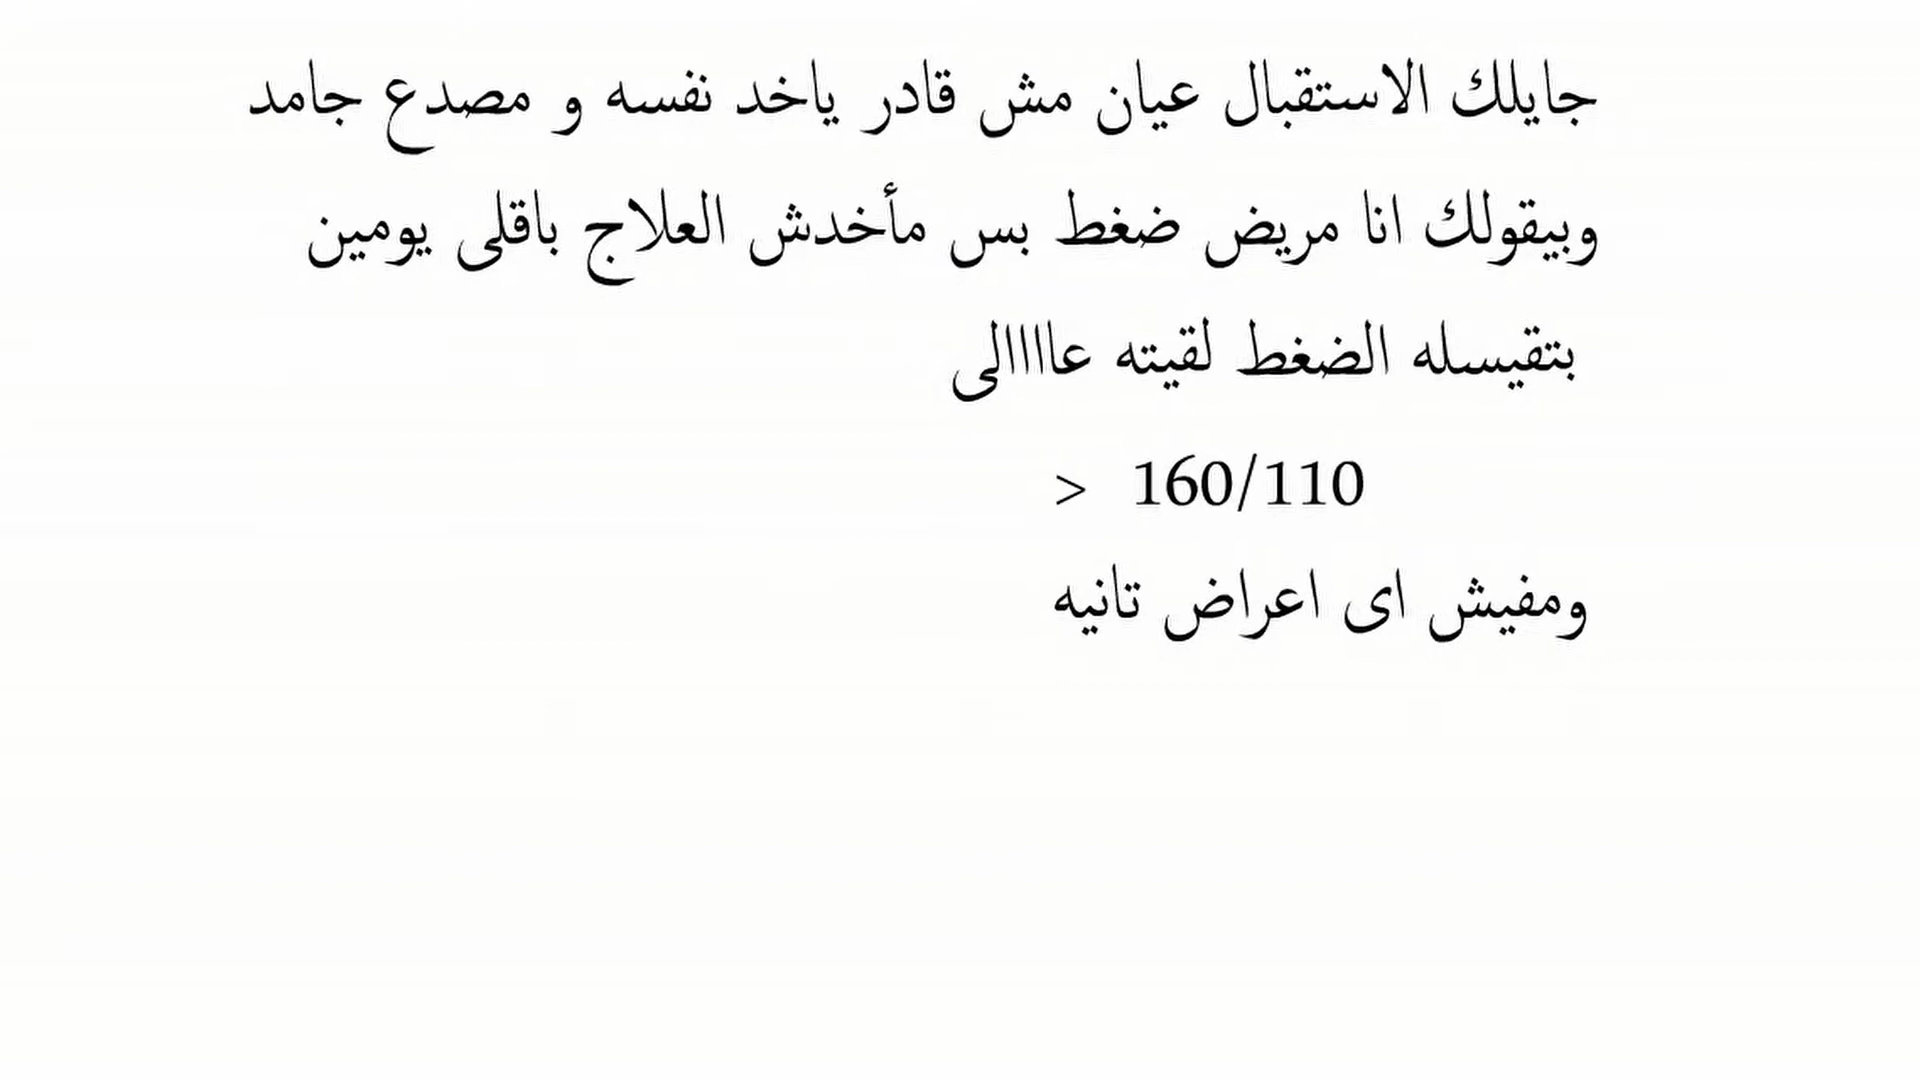 جايلك الاستقبال عيان مش قادر ياخد نفسه و مصدع جامد
وبيقولك انا مريض ضغط بس مأخدش العلاج باقلى يومين
بتقيسله الضغط لقيته عاااالى
> 160/110
ومفيش اى اعراض تانيه